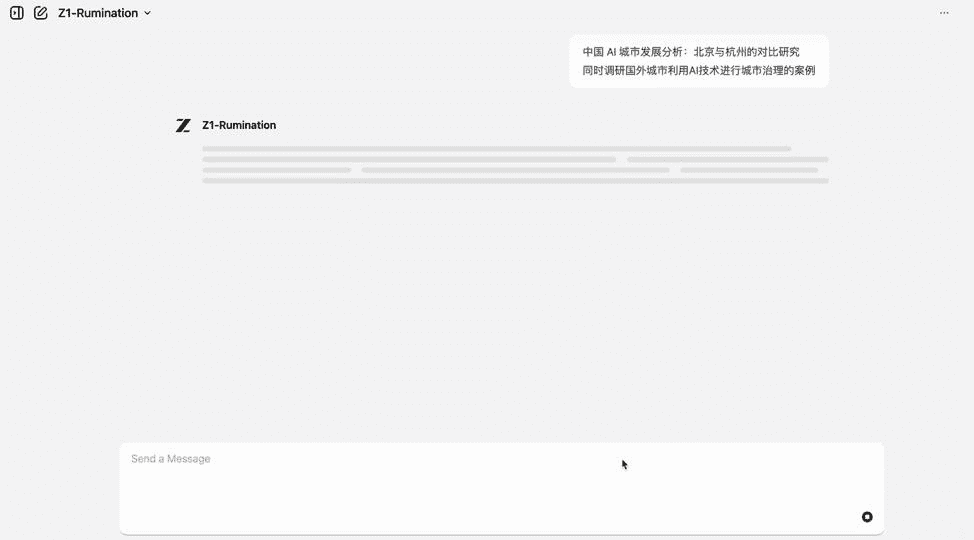 Z1-Rumination
中国 AI 城市发展分析：北京与杭州的对比研究
同时调研国外城市利用AI技术进行城市治理的案例
Z1-Rumination
Send a Message